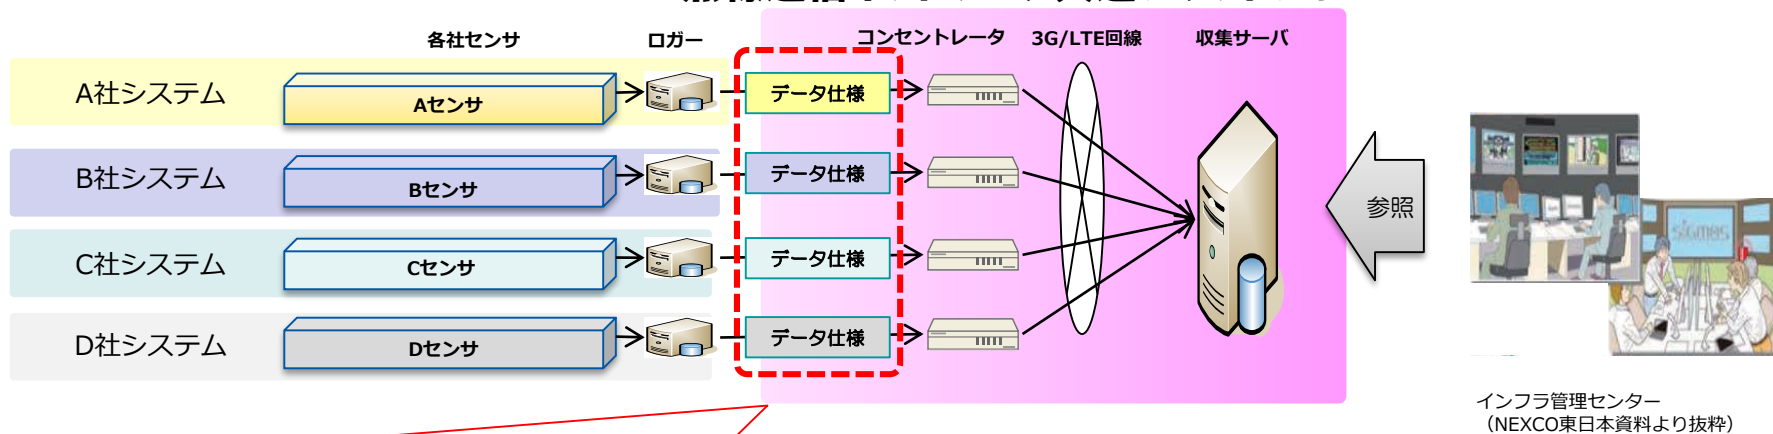 各社センサ ロガー コンセントレータ 3G/LTE回線 収集サーバ
A社システム Aセンサ データ仕様
B社システム Bセンサ データ仕様
C社システム Cセンサ データ仕様
D社システム Dセンサ データ仕様
参照
sigmas
インフラ管理センター
（NEXCO東日本資料より抜粋）